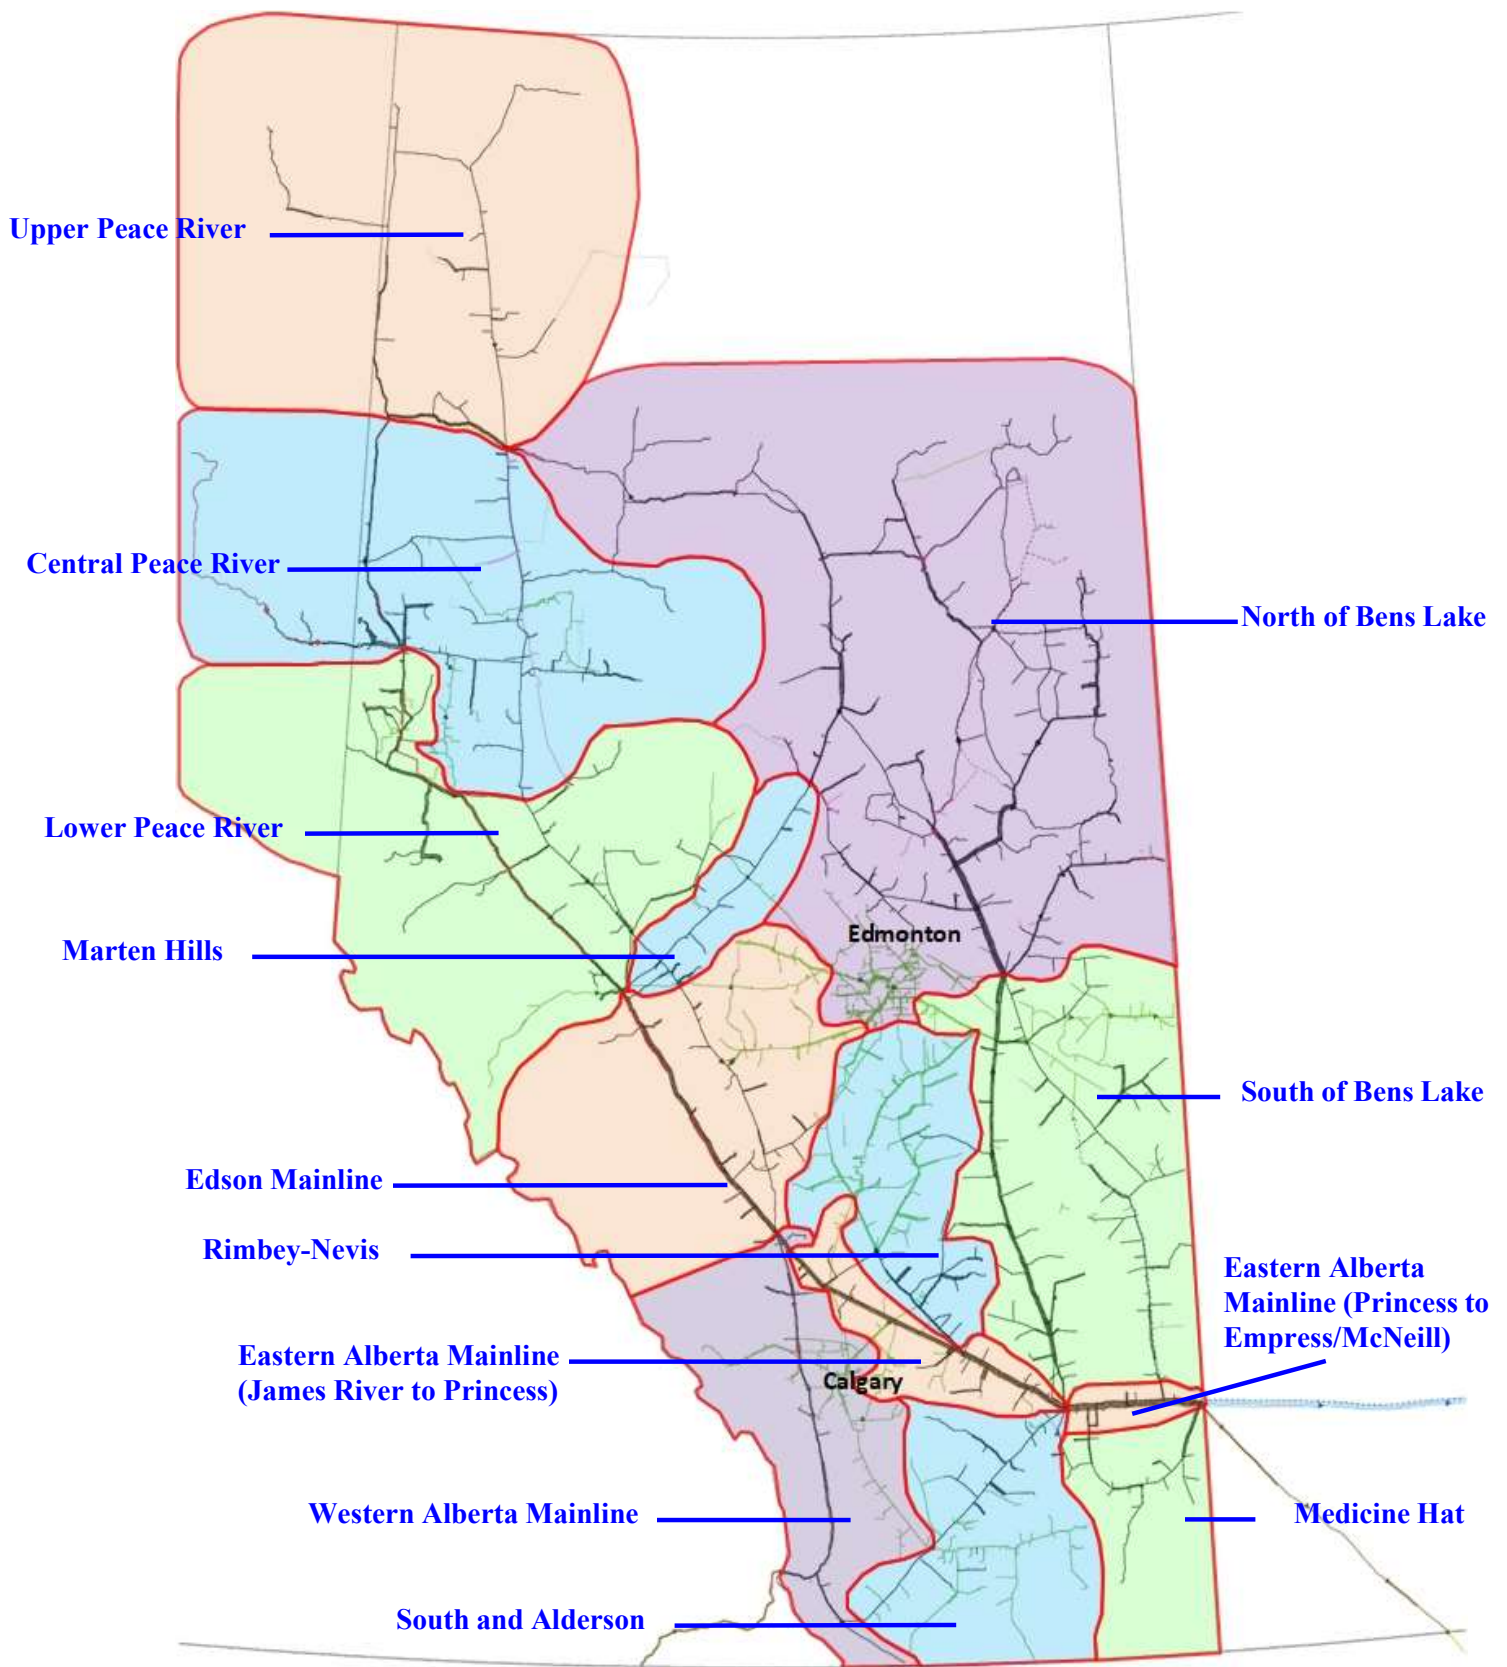 Upper Peace River
Central Peace River
North of Bens Lake
Lower Peace River
Edmonton
Marten Hills
South of Bens Lake
Edson Mainline
Rimbey-Nevis
Eastern Alberta
Mainline (Princess to
Empress/McNeill)
Eastern Alberta Mainline
(James River to Princess)
Calgary
Western Alberta Mainline
Medicine Hat
South and Alderson